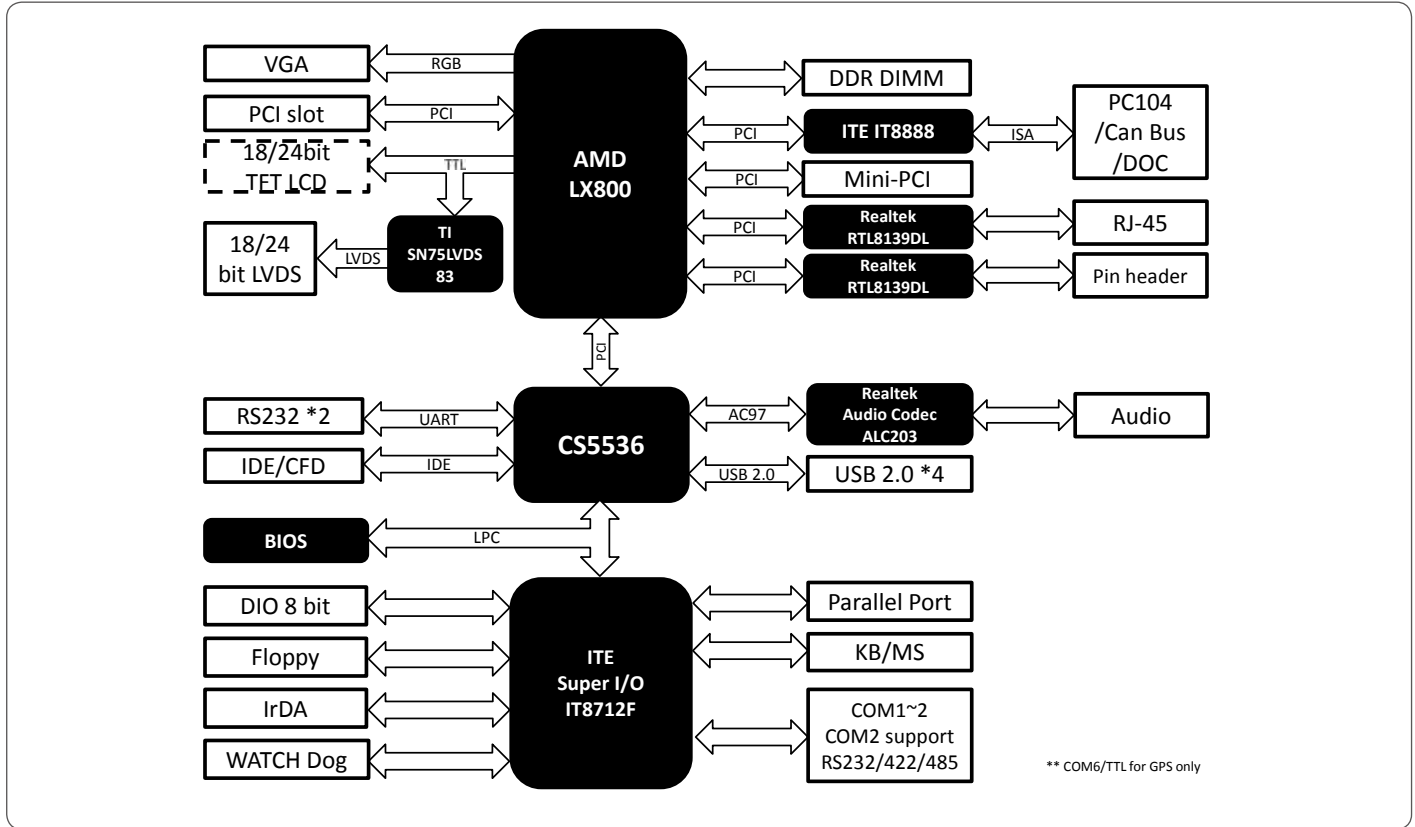 VGA
RGB
PCI slot
PCI
18/24bit
TET LCD
TTL
18/24
bit LVDS
LVDS
TI
SN75LVDS
83
AMD
LX800
DDR DIMM
PCI
ITE IT8888
ISA
PC104
/Can Bus
/DOC
PCI
Mini-PCI
PCI
Realtek
RTL8139DL
RJ-45
PCI
Realtek
RTL8139DL
Pin header
PCI
RS232 *2
UART
IDE/CFD
IDE
CS5536
AC97
Realtek
Audio Codec
ALC203
Audio
USB 2.0
USB 2.0 *4
BIOS
LPC
DIO 8 bit
Floppy
IrDA
WATCH Dog
ITE
Super I/O
IT8712F
Parallel Port
KB/MS
COM1~2
COM2 support
RS232/422/485
** COM6/TTL for GPS only